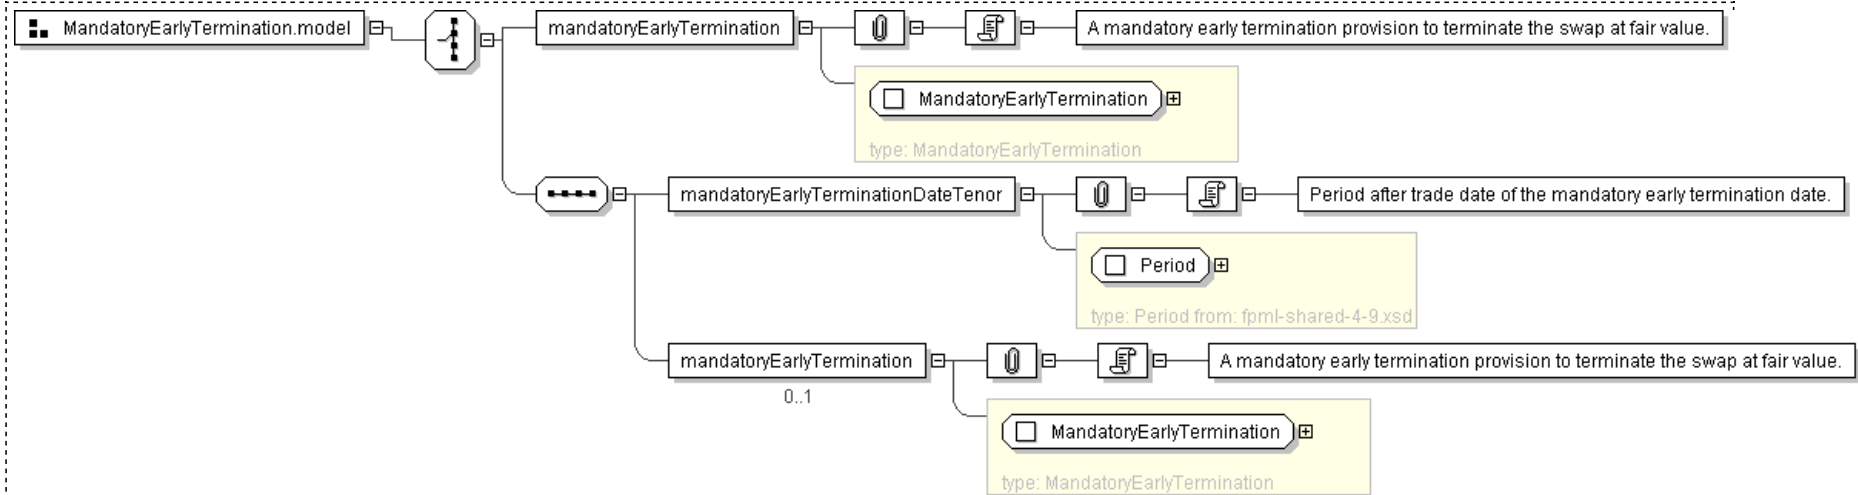 MandatoryEarlyTermination.model
mandatoryEarlyTermination
A mandatory early termination provision to terminate the swap at fair value.
MandatoryEarlyTermination
type: MandatoryEarlyTermination
mandatoryEarlyTerminationDateTenor
Period after trade date of the mandatory early termination date.
Period
type: Period from: fpml-shared-4-9.xsd
mandatoryEarlyTermination
A mandatory early termination provision to terminate the swap at fair value.
0..1
MandatoryEarlyTermination
type: MandatoryEarlyTermination